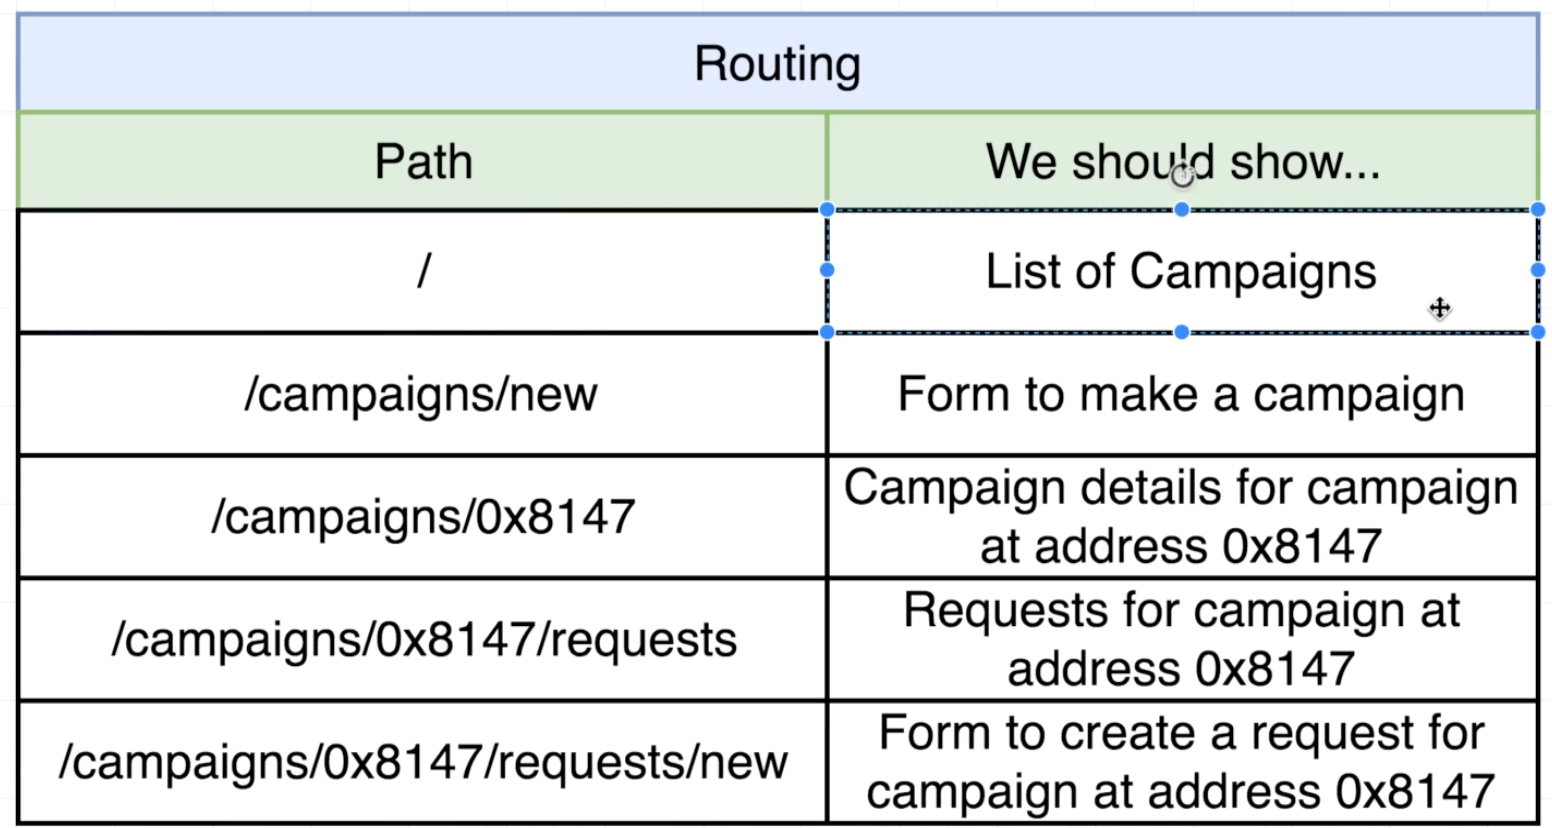 Routing
Path
We should show...
/
List of Campaigns
/campaigns/new
Form to make a campaign
/campaigns/0x8147
Campaign details for campaign
at address 0x8147
/campaigns/0x8147/requests
Requests for campaign at
address 0x8147
/campaigns/0x8147/requests/new
Form to create a request for
campaign at address 0x8147